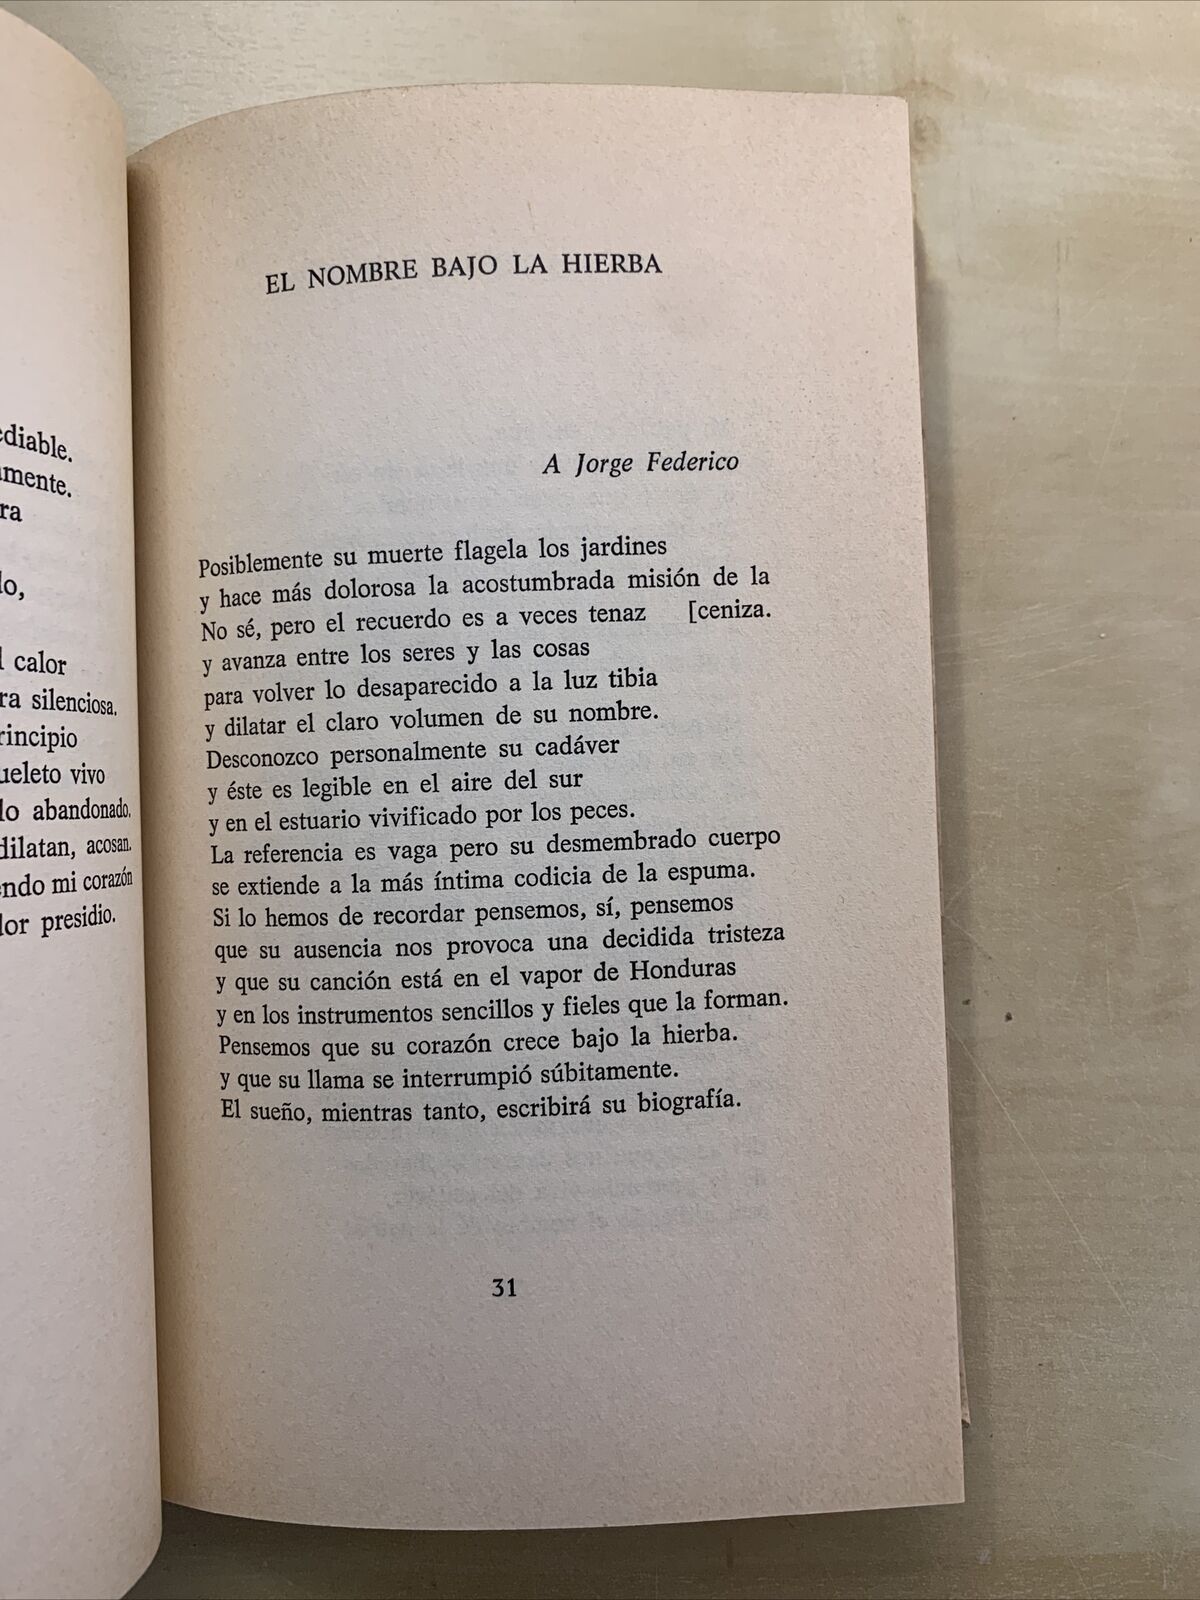 ediable.
amente.
ra
lo,
l calor
ra silenciosa.
rincipio
ueleto vivo
lo abandonado.
dilatan, acosan.
endo mi corazón
dor presidio.
EL NOMBRE BAJO LA HIERBA
A Jorge Federico
Posiblemente su muerte flagela los jardines
y hace más dolorosa la acostumbrada misión de la
No sé, pero el recuerdo es a veces tenaz [ceniza.
y avanza entre los seres y las cosas
para volver lo desaparecido a la luz tibia
y dilatar el claro volumen de su nombre.
Desconozco personalmente su cadáver
y éste es legible en el aire del sur
y en el estuario vivificado por los peces.
La referencia es vaga pero su desmembrado cuerpo
se extiende a la más íntima codicia de la espuma.
Si lo hemos de recordar pensemos, sí, pensemos
que su ausencia nos provoca una decidida tristeza
y que su canción está en el vapor de Honduras
y en los instrumentos sencillos y fieles que la forman.
Pensemos que su corazón crece bajo la hierba.
y que su llama se interrumpió súbitamente.
El sueño, mientras tanto, escribirá su biografía.
31